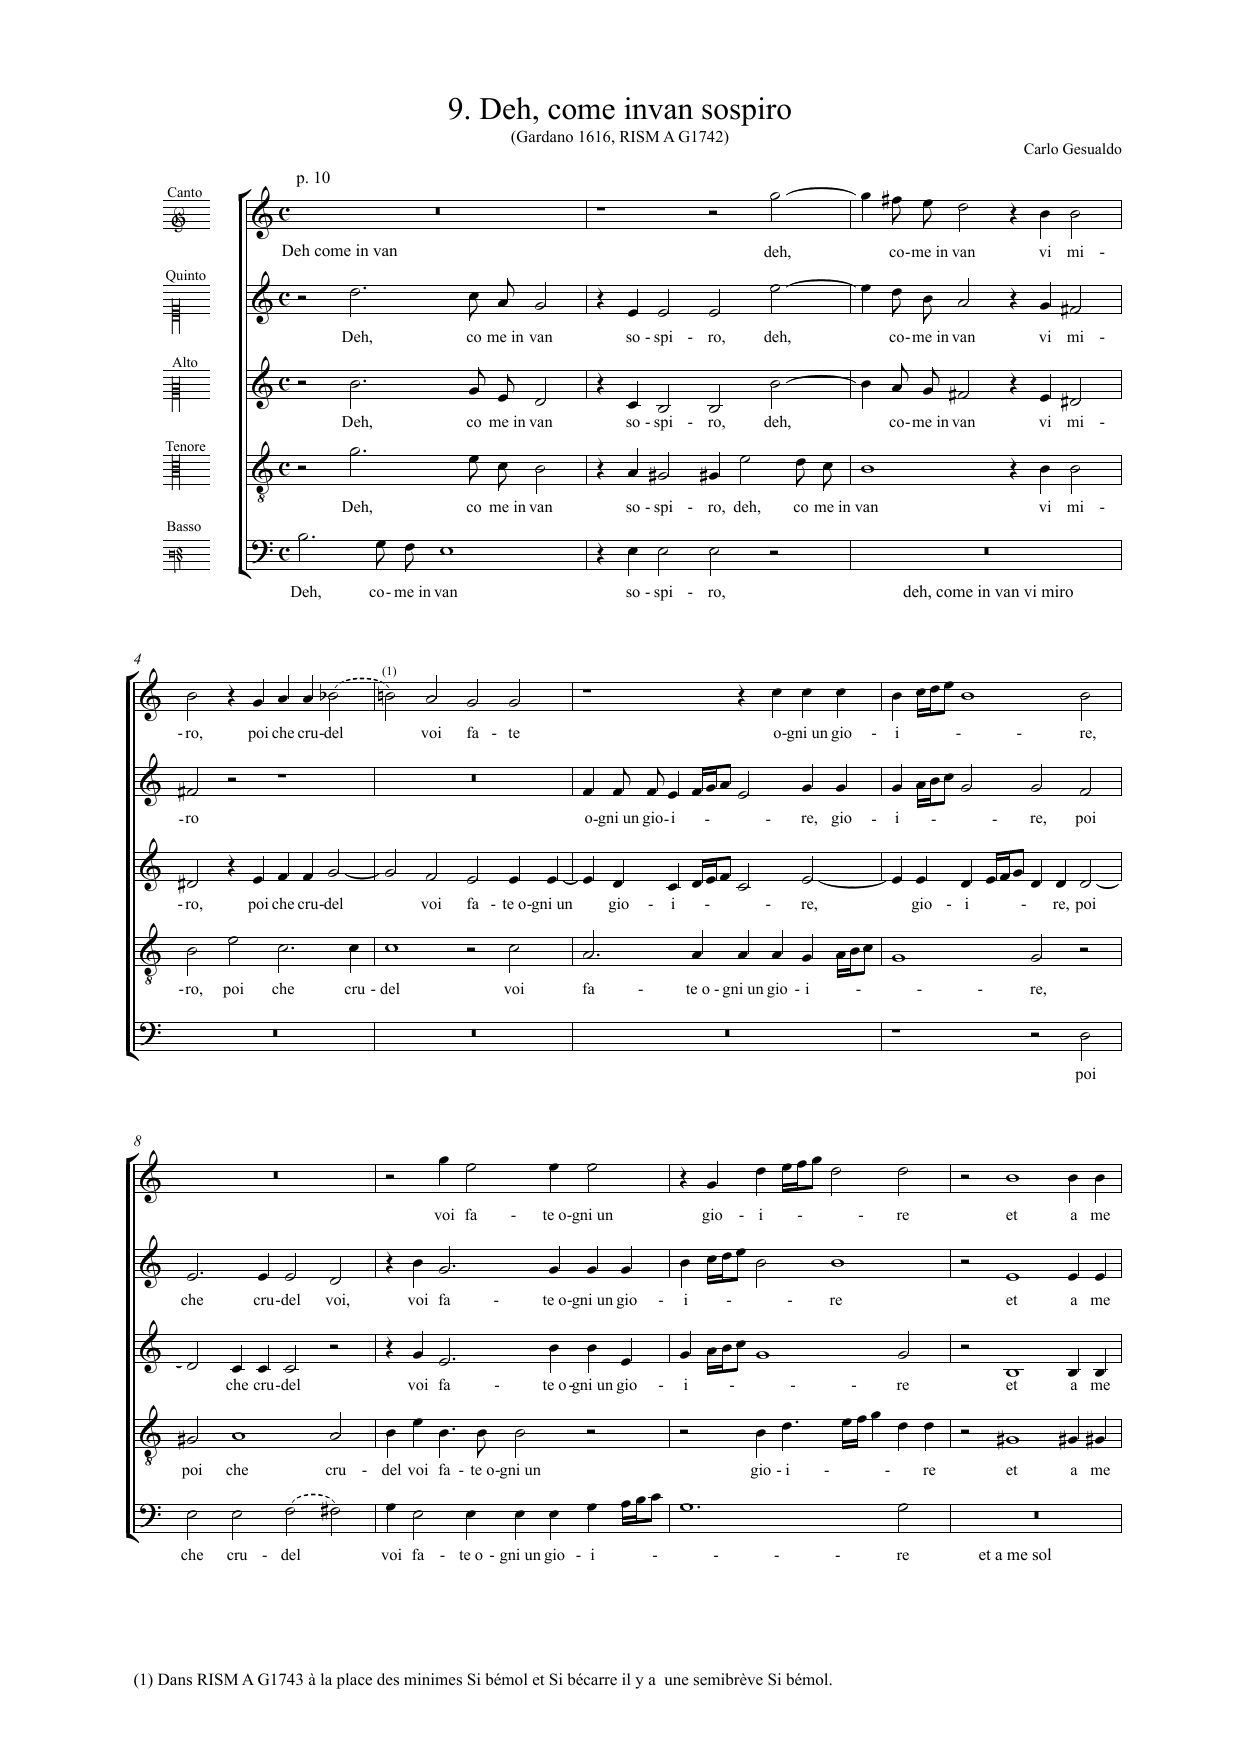 9. Deh, come invan sospiro
(Gardano 1616, RISM A G1742)
Carlo Gesualdo
p. 10
Canto
Deh come in van deh, co-me in van vi mi -
Quinto
Deh, co me in van so - spi - ro, deh, co-me in van vi mi -
Alto
Deh, co me in van so - spi - ro, deh, co-me in van vi mi -
Tenore
8
Deh, co me in van so - spi - ro, deh, co me in van vi mi -
Basso
Deh, co-me in van so - spi - ro, deh, come in van vi miro
4
(1)
-ro, poi che cru-del voi fa - te o-gni un gio - i - - re,
-ro o-gni un gio-i - - re, gio - i - - re, poi
-ro, poi che cru-del voi fa - te o-gni un gio - i - - re, gio - i - re, poi
8
-ro, poi che cru - del voi fa - te o - gni un gio - i - - - re,
poi
8
voi fa - te o-gni un gio - i - - re et a me
che cru-del voi, voi fa - te o-gni un gio - i - - re et a me
che cru-del voi fa - te o-gni un gio - i - - - re et a me
8
poi che cru - del voi fa - te o-gni un gio - i - - re et a me
che cru - del voi fa - te o - gni un gio - i - - - - re et a me sol
(1) Dans RISM A G1743 à la place des minimes Si bémol et Si bécarre il y a une semibrève Si bémol.